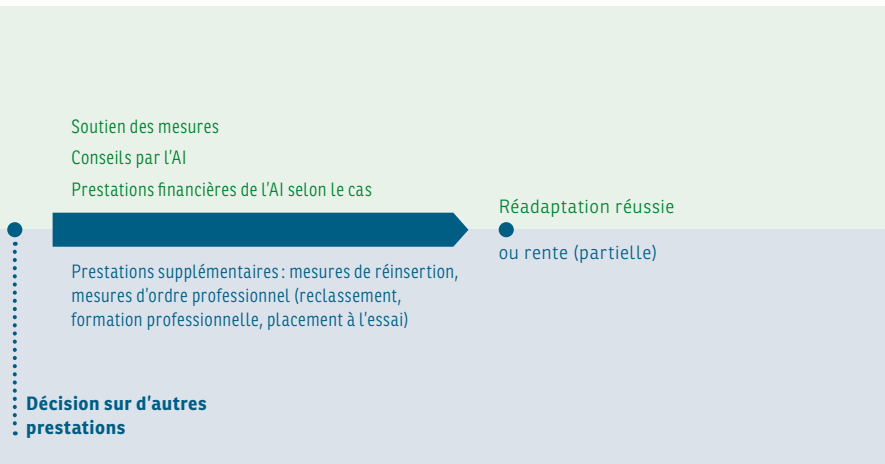 Soutien des mesures
Conseils par l'AI
Prestations financières de l'AI selon le cas
Réadaptation réussie
ou rente (partielle)
Prestations supplémentaires : mesures de réinsertion,
mesures d'ordre professionnel (reclassement,
formation professionnelle, placement à l'essai)
Décision sur d'autres
prestations